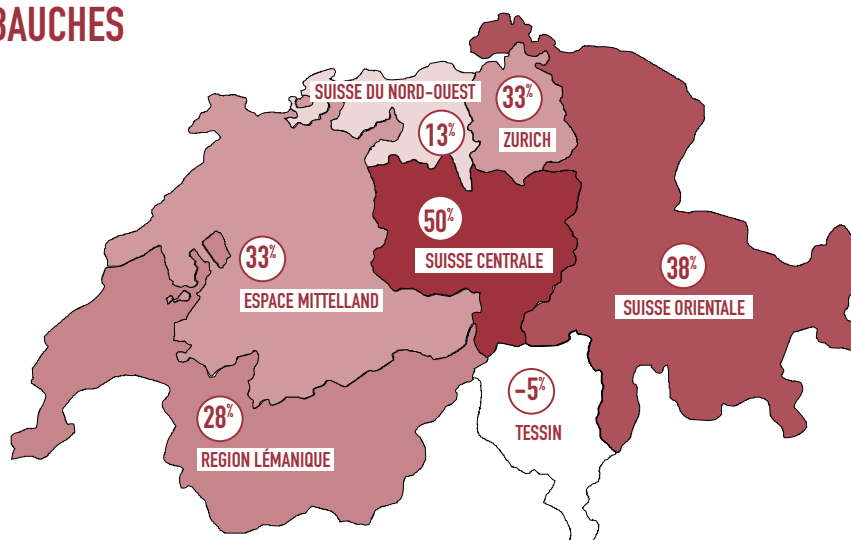 BAUCHES
SUISSE DU NORD-OUEST
13%
33%
ZURICH
50%
SUISSE CENTRALE
33%
ESPACE MITTELLAND
38%
SUISSE ORIENTALE
-5%
TESSIN
28%
REGION LÉMANIQUE